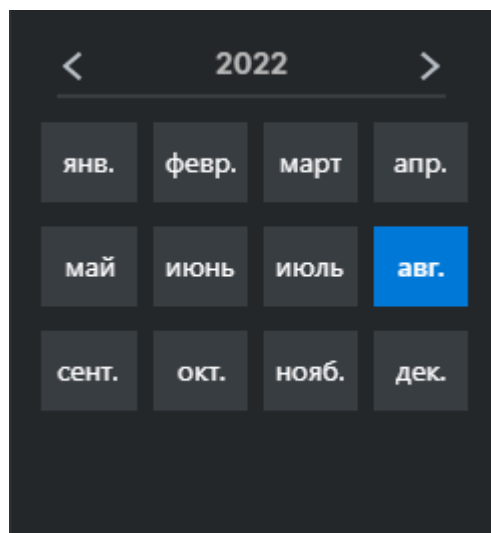 2022
янв. февр. март апр.
май июнь июль авг.
сент. окт. нояб. дек.